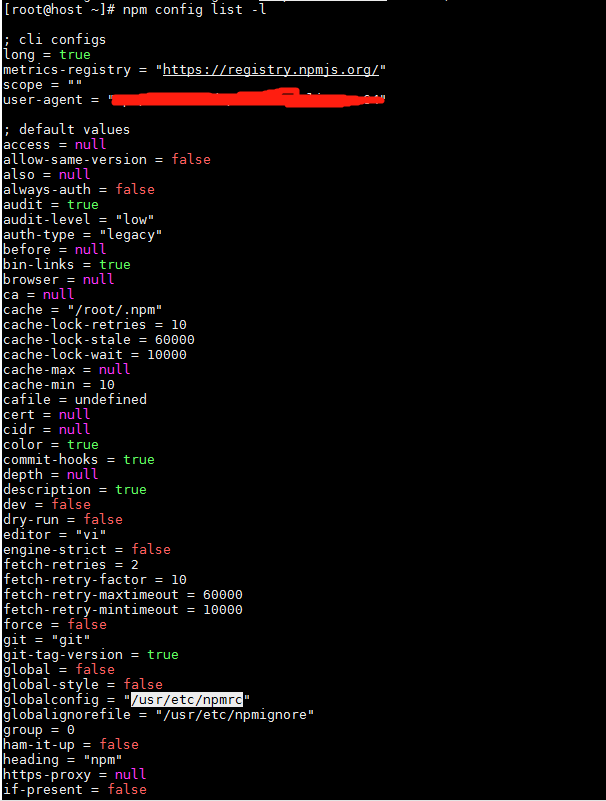 [root@host ~]# npm config list -l
; cli configs
long = true
metrics-registry = "https://registry.npmjs.org/"
scope = ""
user-agent = "
; default values
access = null
allow-same-version = false
also = null
always-auth = false
audit = true
audit-level = "low"
auth-type = "legacy"
before = null
bin-links = true
browser = null
ca = null
cache = "/root/.npm"
cache-lock-retries = 10
cache-lock-stale = 60000
cache-lock-wait = 10000
cache-max = null
cache-min = 10
cafile = undefined
cert = null
cidr = null
color = true
commit-hooks = true
depth = null
description = true
dev = false
dry-run = false
editor = "vi"
engine-strict = false
fetch-retries = 2
fetch-retry-factor = 10
fetch-retry-maxtimeout = 60000
fetch-retry-mintimeout = 10000
force = false
git = "git"
git-tag-version = true
global = false
global-style = false
globalconfig = "/usr/etc/npmrc"
globalignorefile = "/usr/etc/npmignore"
group = 0
ham-it-up = false
heading = "npm"
https-proxy = null
if-present = false